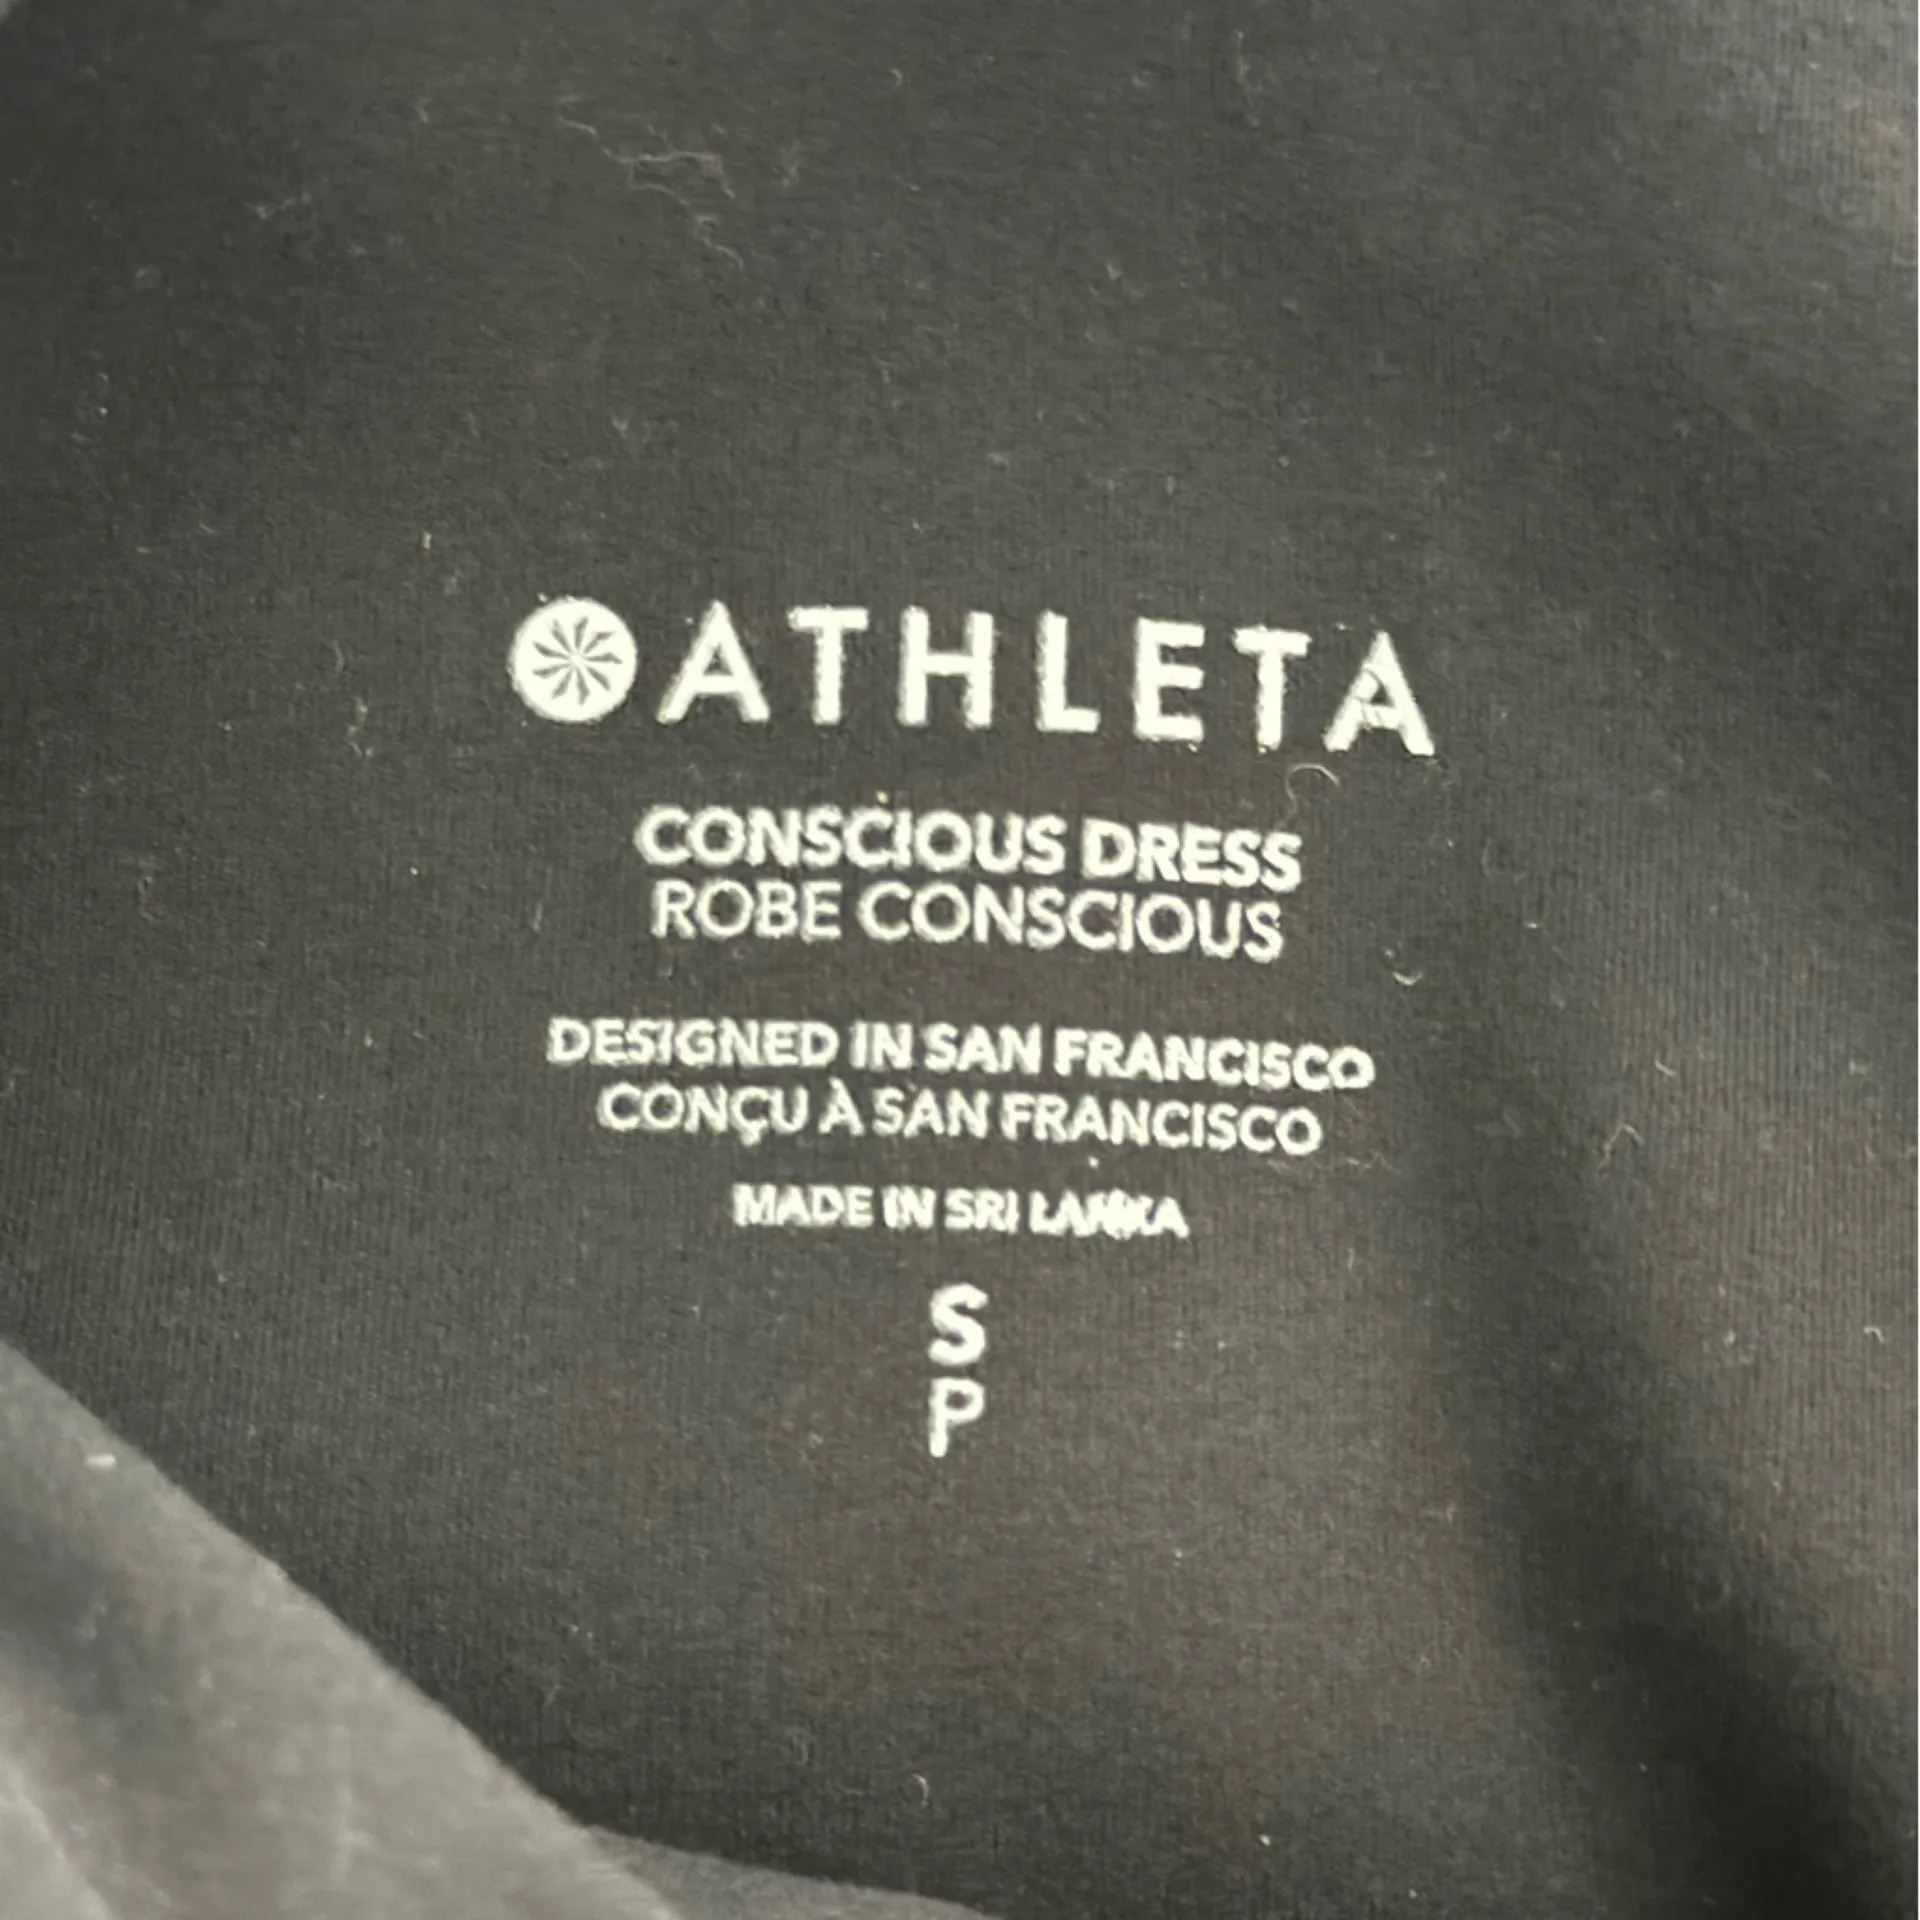 ATHLETA
CONSCIOUS DRESS
ROBE CONSCIOUS
DESIGNED IN SAN FRANCISCO
CONÇU À SAN FRANCISCO
MADE IN SRI LANKA
S
P